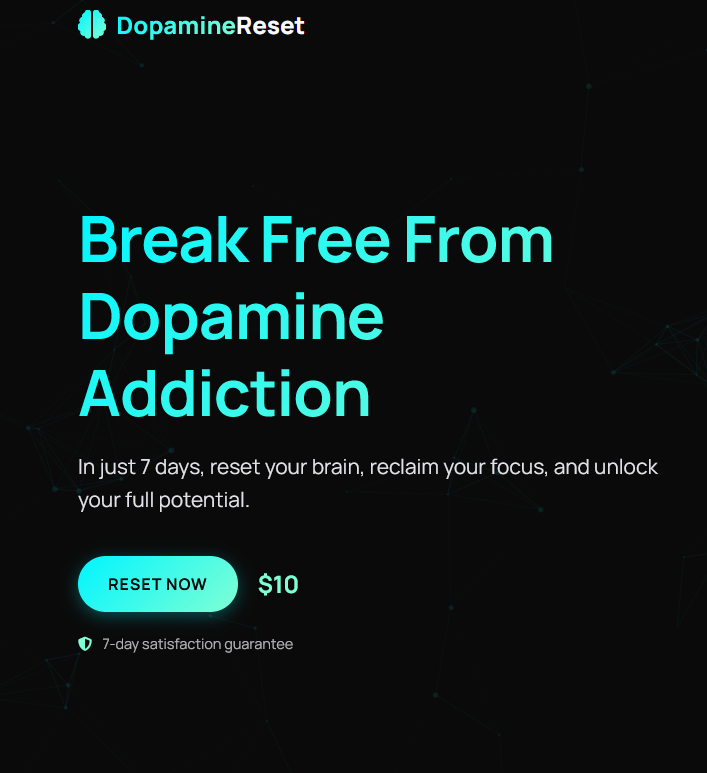 DopamineReset
Break Free From
Dopamine
Addiction
In just 7 days, reset your brain, reclaim your focus, and unlock
your full potential.
RESET NOW $10
7-day satisfaction guarantee